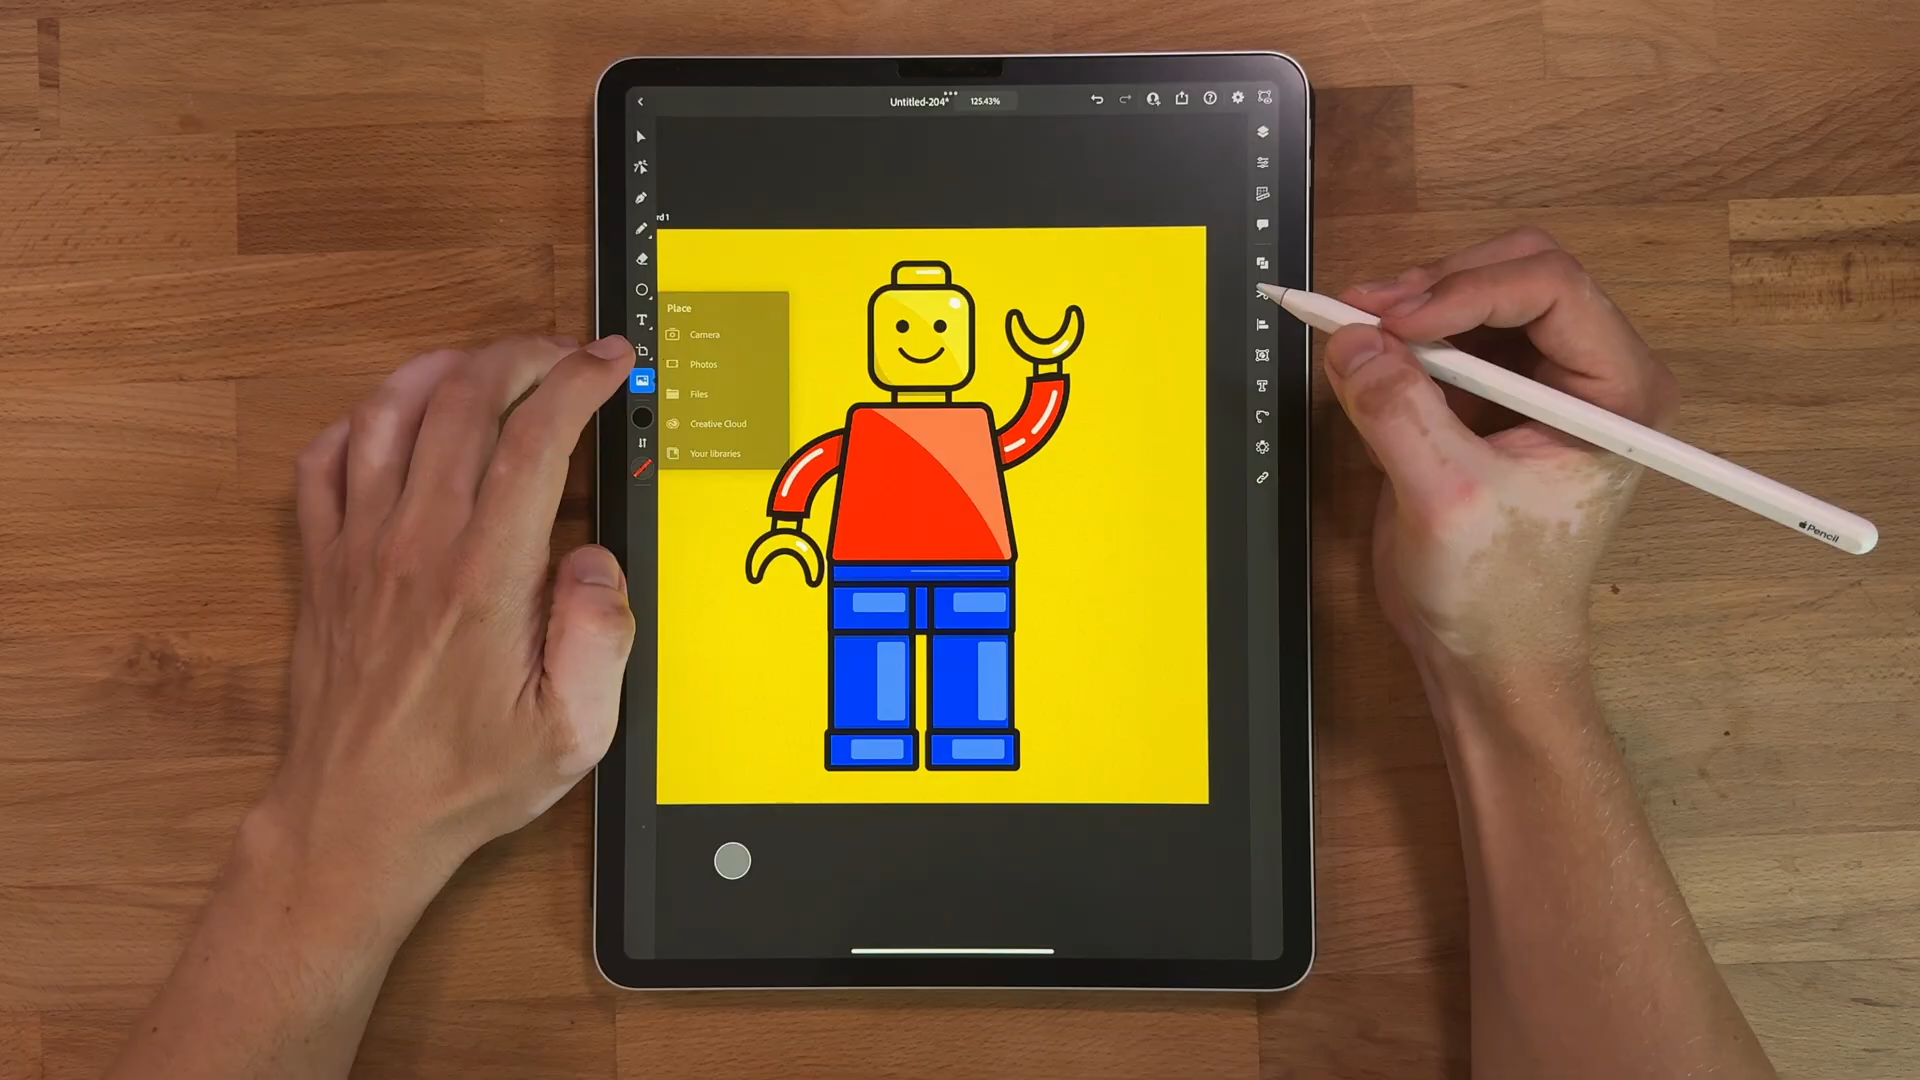 Untitled-204*
125.43%
rd 1
Place
Camera
Photos
Files
Creative Cloud
Your libraries
T
T
Pencil